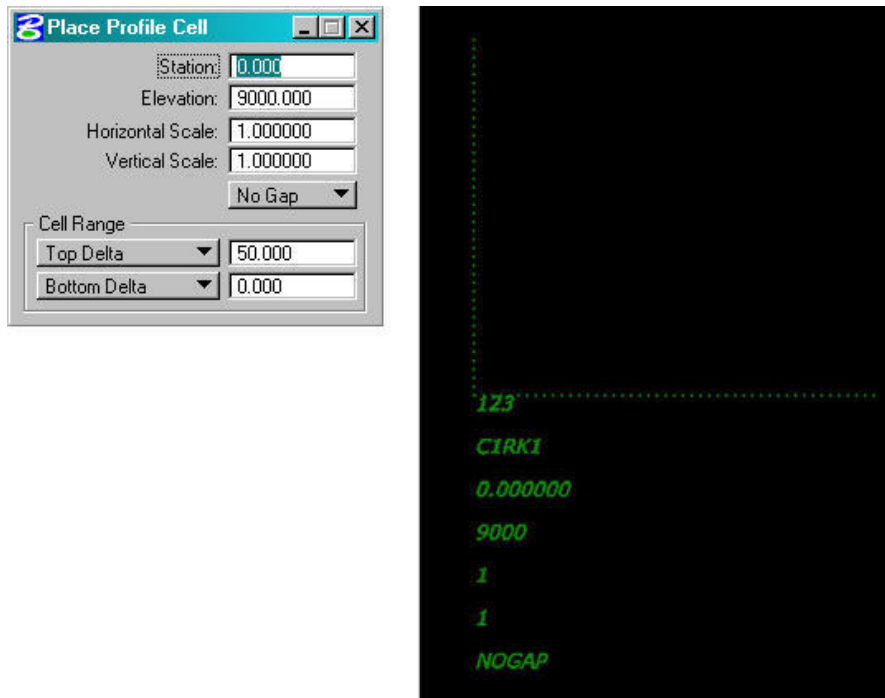 Place Profile Cell
Station: 0.000
Elevation: 9000.000
Horizontal Scale: 1.000000
Vertical Scale: 1.000000
No Gap
Cell Range
Top Delta 50.000
Bottom Delta 0.000
123
C1RK1
0.000000
9000
1
1
NOGAP